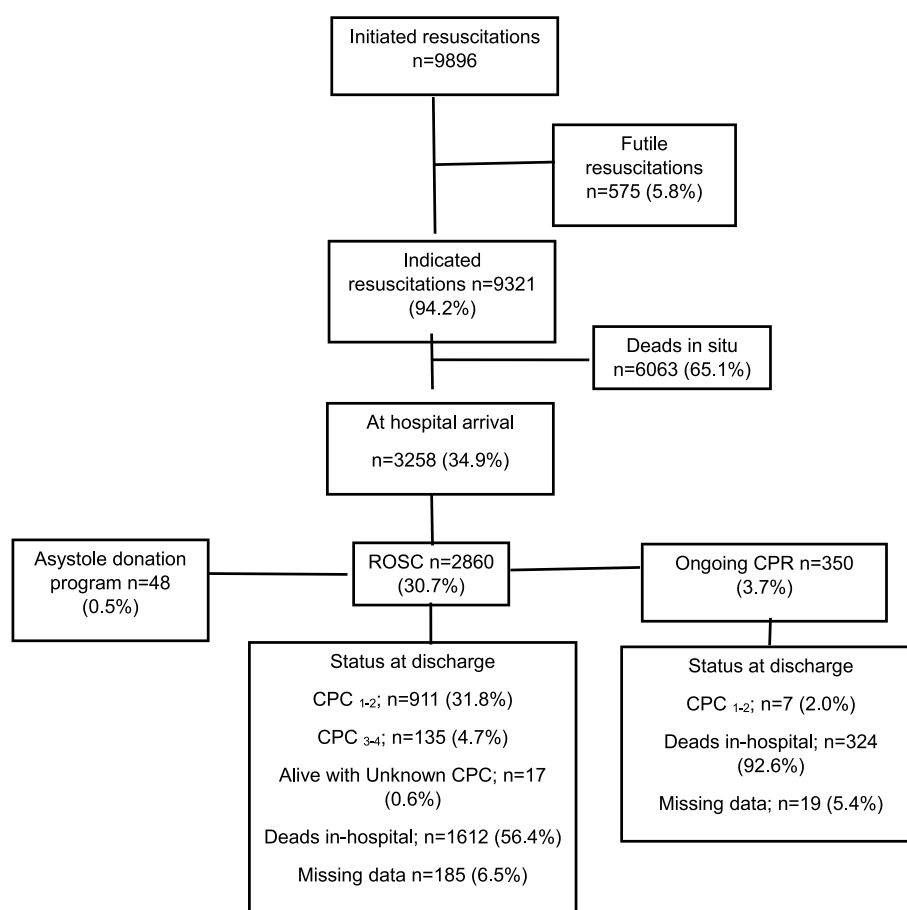 Initiated resuscitations
n=9896
Futile
resuscitations
n=575 (5.8%)
Indicated
resuscitations n=9321
(94.2%)
Deads in situ
n=6063 (65.1%)
At hospital arrival
n=3258 (34.9%)
Asystole donation
program n=48
(0.5%)
ROSC n=2860
(30.7%)
Ongoing CPR n=350
(3.7%)
Status at discharge
CPC 1-2; n=911 (31.8%)
CPC 3-4; n=135 (4.7%)
Alive with Unknown CPC; n=17
(0.6%)
Deads in-hospital; n=1612 (56.4%)
Missing data n=185 (6.5%)
Status at discharge
CPC 1-2; n=7 (2.0%)
Deads in-hospital; n=324
(92.6%)
Missing data; n=19 (5.4%)